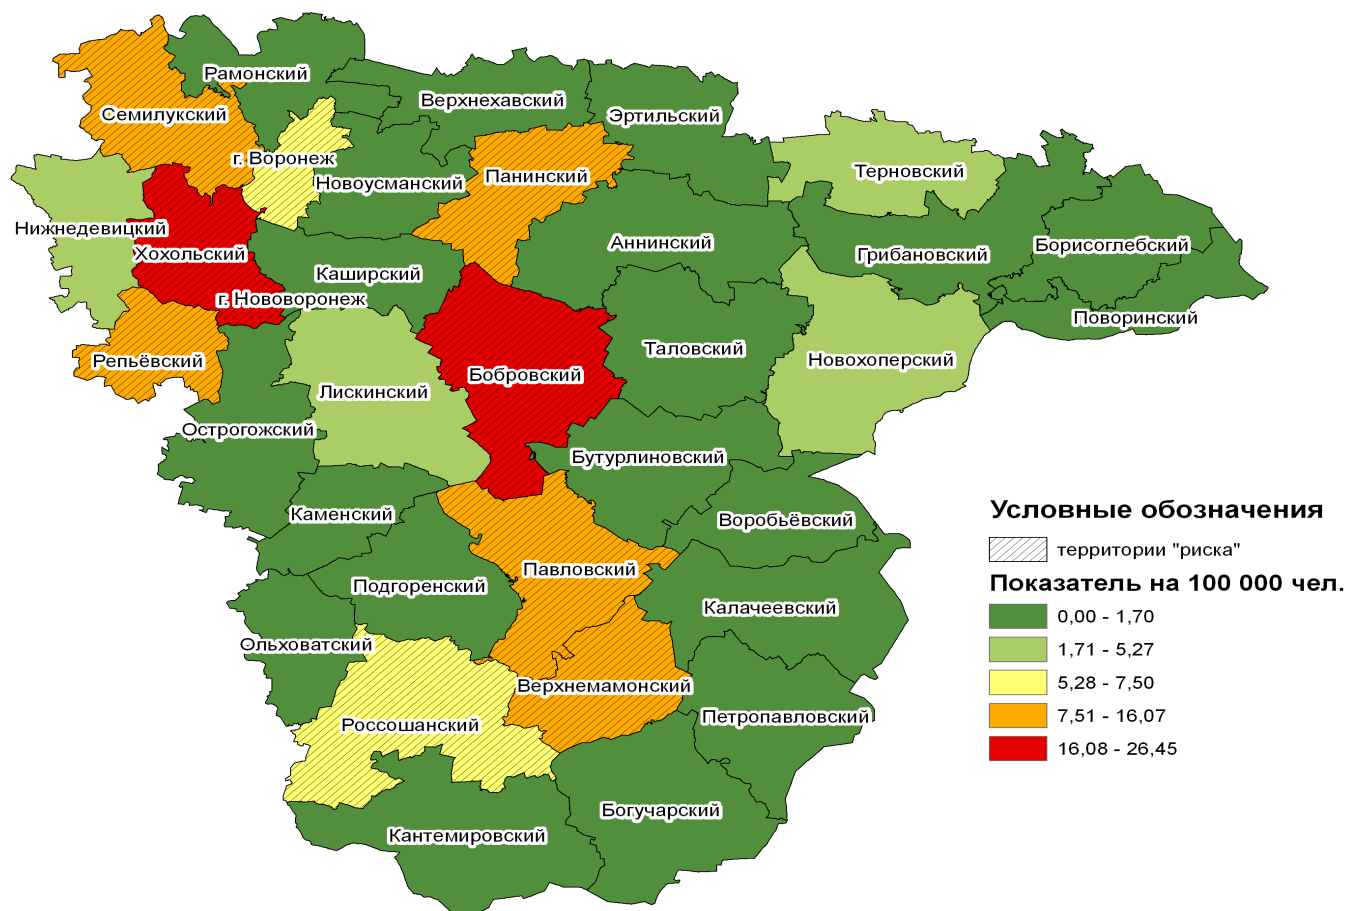 Рамонский
Верхнехавский
Семилукский
Эртильский
г. Воронеж
Терновский
Новоусманский
Панинский
Нижнедевицкий
Аннинский
Борисоглебский
Хохольский
Грибановский
Каширский
г. Нововоронеж
Поворинский
Таловский
Репьёвский
Новохоперский
Бобровский
Лискинский
Острогожский
Бутурлиновский
Каменский
Воробьёвский
Павловский
Подгоренский
Калачеевский
Ольховатский
Верхнемамонский
Петропавловский
Россошанский
Богучарский
Кантемировский
Условные обозначения
территории "риска"
Показатель на 100 000 чел.
0,00 - 1,70
1,71 - 5,27
5,28 - 7,50
7,51 - 16,07
16,08 - 26,45